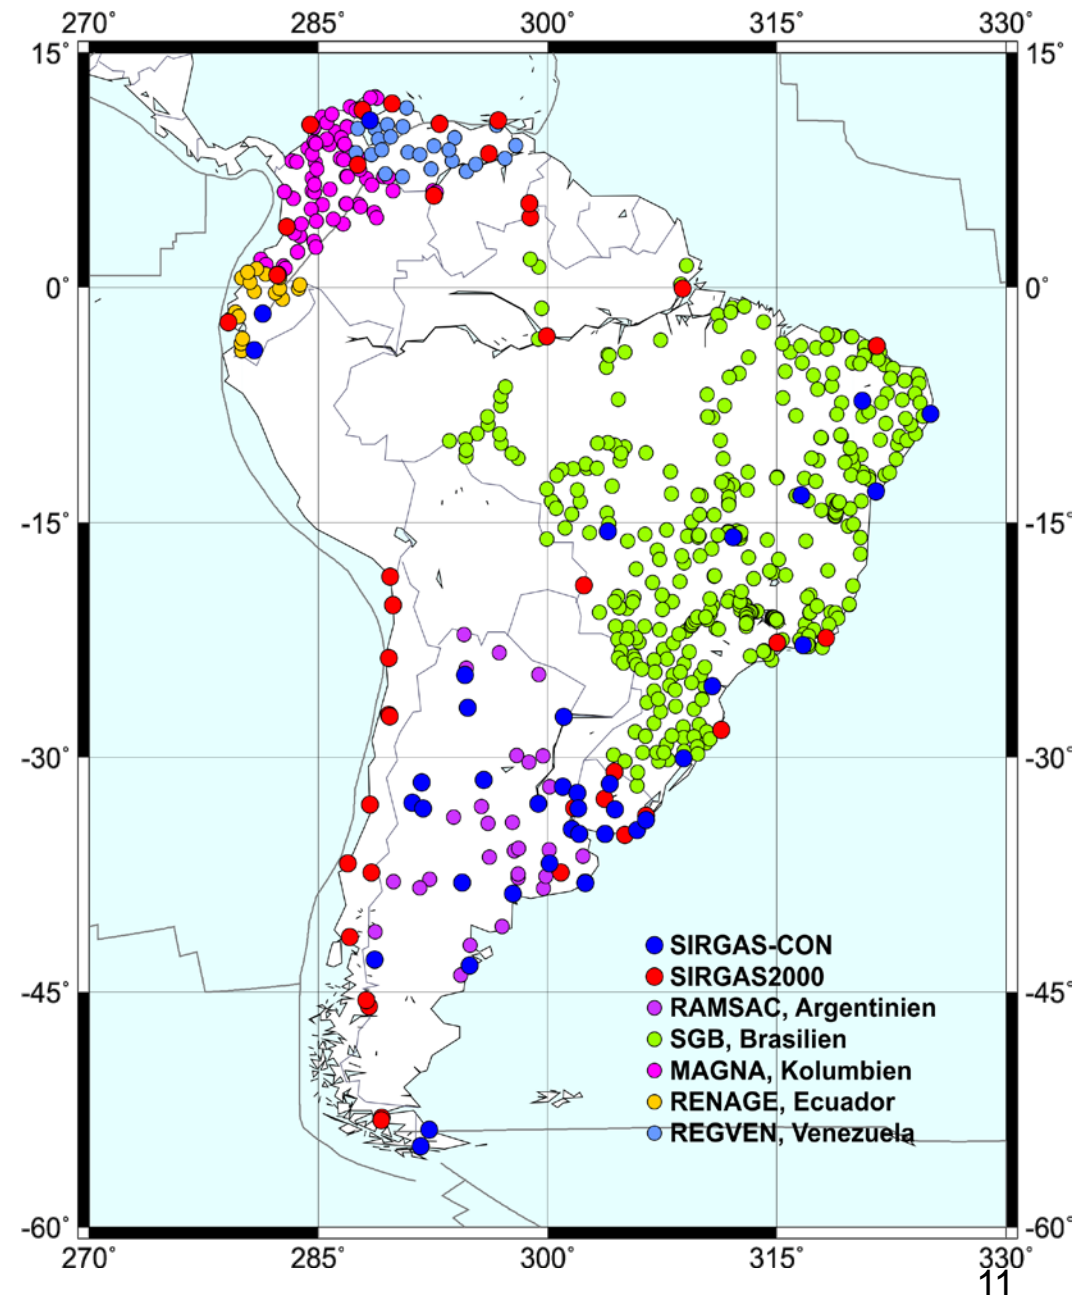 270° 285° 300° 315° 330°
15° 15°
0° 0°
-15° -15°
-30° -30°
SIRGAS-CON
SIRGAS2000
-45° -45°
RAMSAC, Argentinien
SGB, Brasilien
MAGNA, Kolumbien
RENAGE, Ecuador
REGVEN, Venezuela
-60° -60°
270° 285° 300° 315° 330°
11